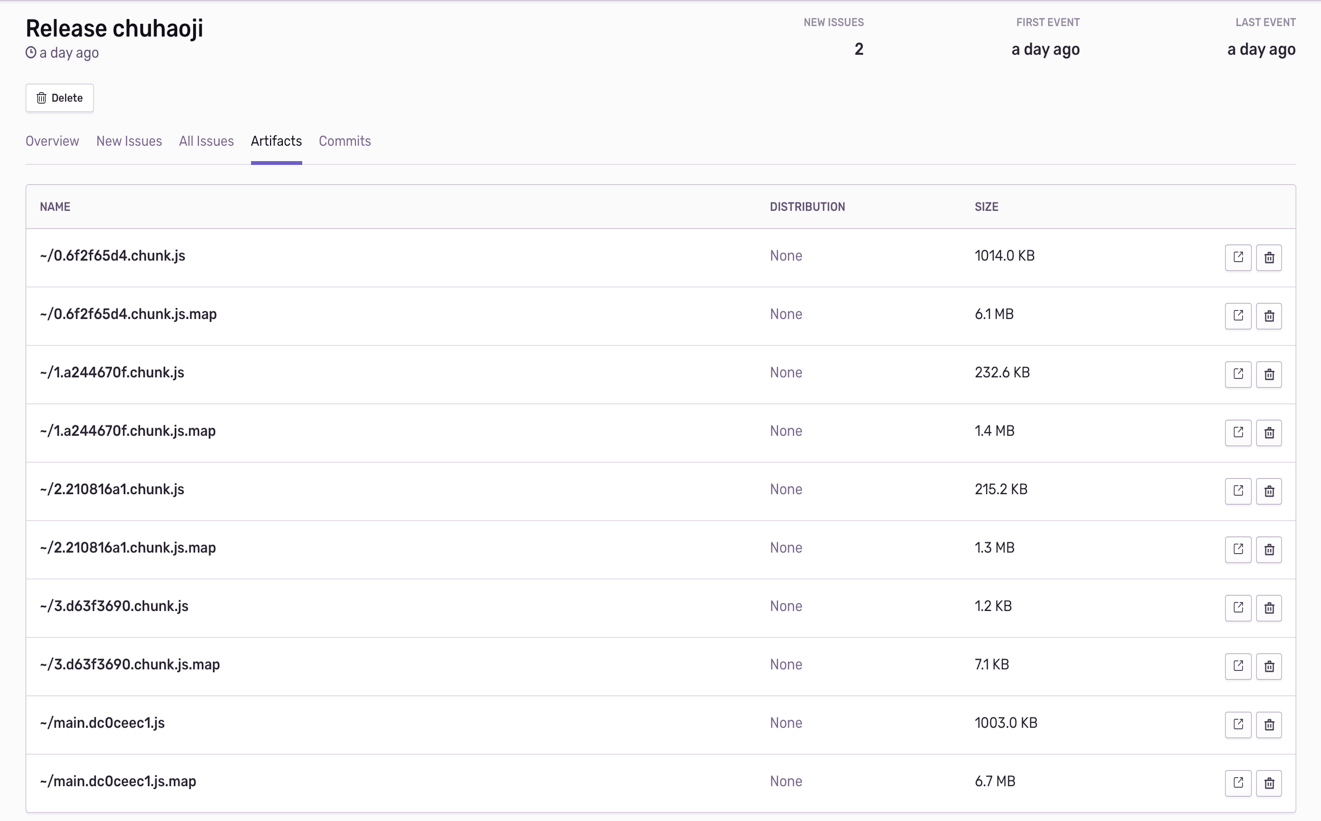 Release chuhaoji
a day ago
NEW ISSUES
2
FIRST EVENT
a day ago
LAST EVENT
a day ago
Delete
Overview New Issues All Issues Artifacts Commits
NAME DISTRIBUTION SIZE
~/0.6f2f65d4.chunk.js None 1014.0 KB
~/0.6f2f65d4.chunk.js.map None 6.1 MB
~/1.a244670f.chunk.js None 232.6 KB
~/1.a244670f.chunk.js.map None 1.4 MB
~/2.210816a1.chunk.js None 215.2 KB
~/2.210816a1.chunk.js.map None 1.3 MB
~/3.d63f3690.chunk.js None 1.2 KB
~/3.d63f3690.chunk.js.map None 7.1 KB
~/main.dc0ceec1.js None 1003.0 KB
~/main.dc0ceec1.js.map None 6.7 MB